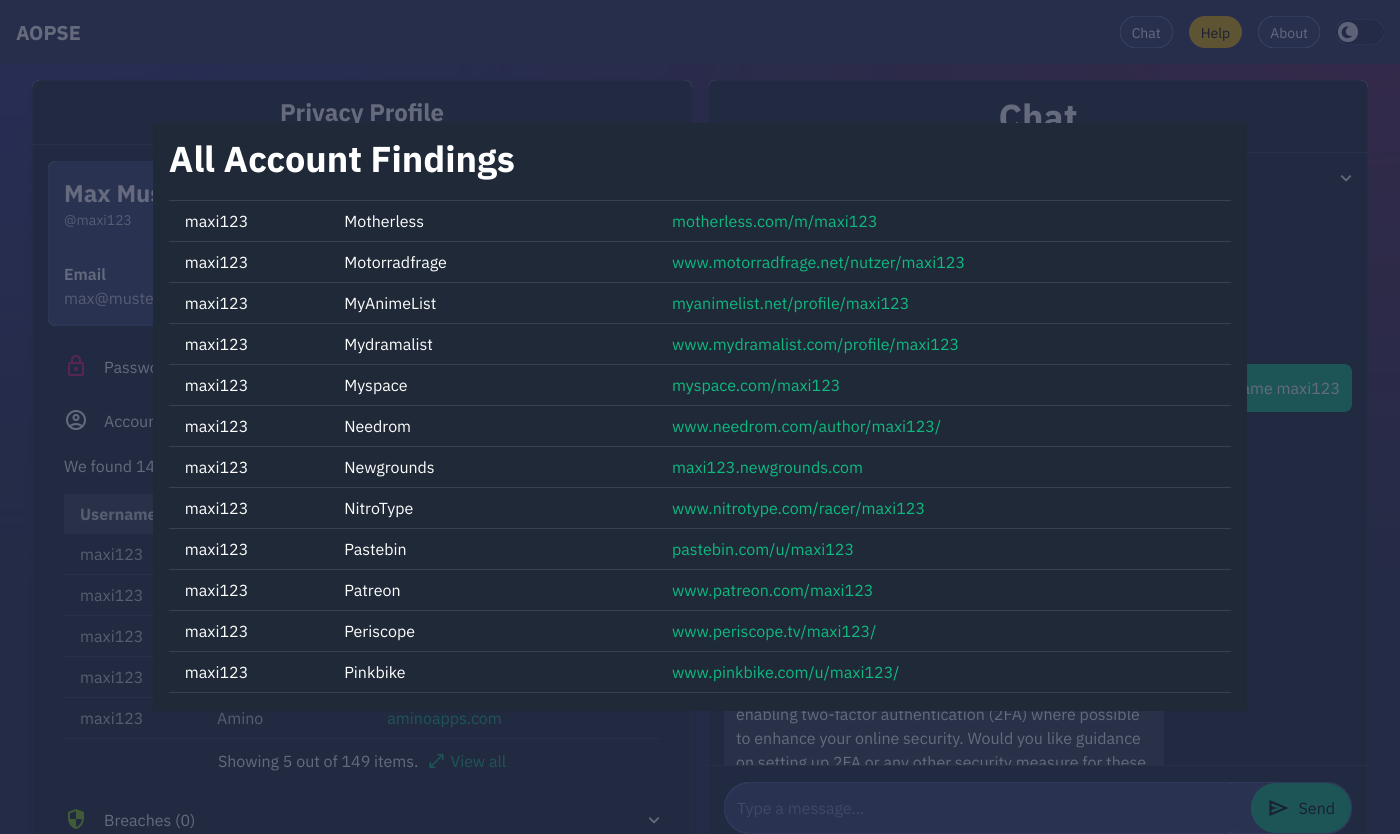 AOPSE
Chat Help About
Privacy Profile
Chat
All Account Findings
maxi123 Motherless motherless.com/m/maxi123
maxi123 Motorradfrage www.motorradfrage.net/nutzer/maxi123
maxi123 MyAnimeList myanimelist.net/profile/maxi123
maxi123 Mydramalist www.mydramalist.com/profile/maxi123
maxi123 Myspace myspace.com/maxi123
maxi123 Needrom www.needrom.com/author/maxi123/
maxi123 Newgrounds maxi123.newgrounds.com
maxi123 NitroType www.nitrotype.com/racer/maxi123
maxi123 Pastebin pastebin.com/u/maxi123
maxi123 Patreon www.patreon.com/maxi123
maxi123 Periscope www.periscope.tv/maxi123/
maxi123 Pinkbike www.pinkbike.com/u/maxi123/
Max Mus
@maxi123
Email
max@muste
Passwo
Accoun
We found 14
Username
maxi123
maxi123
maxi123
maxi123
maxi123 Amino aminoapps.com
Showing 5 out of 149 items. View all
Breaches (0)
ame maxi123
enabling two-factor authentication (2FA) where possible
to enhance your online security. Would you like guidance
on setting up 2FA or any other security measure for these
Type a message...
Send